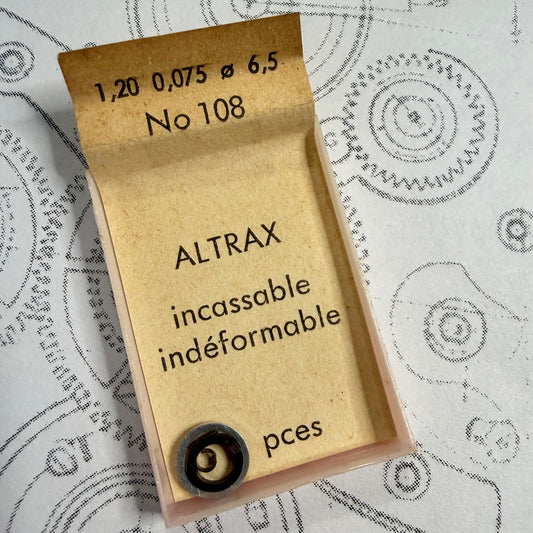 1,20 0,075 ø 6,5
No 108
ALTRAX
incassable
indéformable
pces